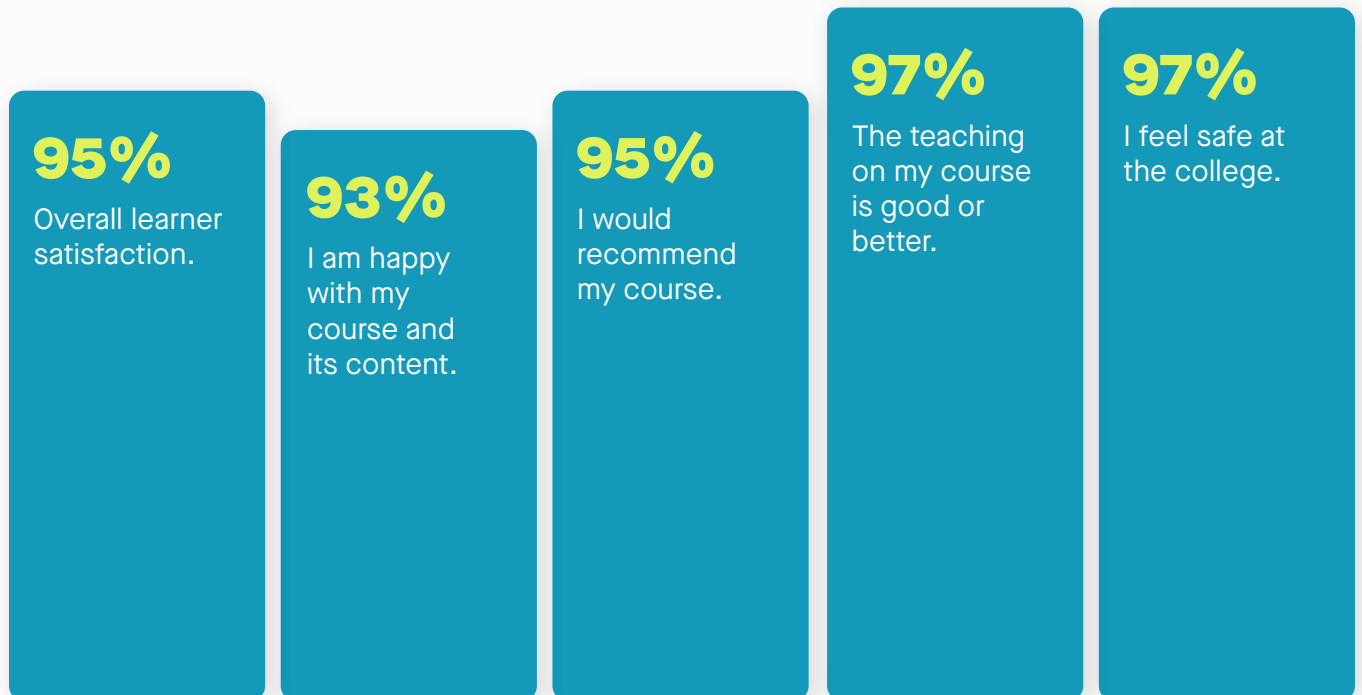 95%
Overall learner
satisfaction.
93%
I am happy
with my
course and
its content.
95%
I would
recommend
my course.
97%
The teaching
on my course
is good or
better.
97%
I feel safe at
the college.